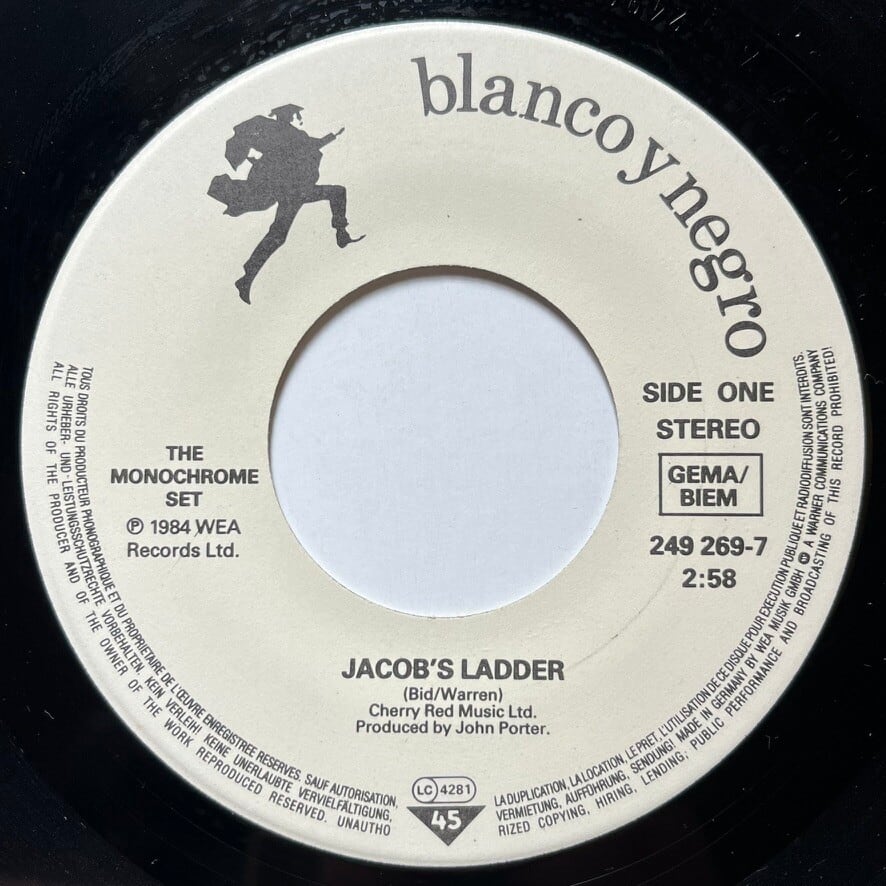 blanco y negro
SIDE ONE
STEREO
GEMA/
BIEM
249 269-7
2:58
THE
MONOCHROME
SET
℗ 1984 WEA
Records Ltd.
JACOB'S LADDER
(Bid/Warren)
Cherry Red Music Ltd.
Produced by John Porter.
LC 4281
45
TOUS DROITS DU PRODUCTEUR PHONOGRAPHIQUE ET DU PROPRIETAIRE DE L'ŒUVRE ENREGISTREE RESERVES. SAUF AUTORISATION, LA DUPLICATION, LA LOCATION, LE PRET, L'UTILISATION DE CE DISQUE POUR EXECUTION PUBLIQUE ET RADIODIFFUSION SONT INTERDITS.
ALLE URHEBER- UND - LEISTUNGSSCHUTZRECHTE VORBEHALTEN. KEIN VERLEIH! KEINE UNERLAUBTE VERVIELFÄLTIGUNG, VERMIETUNG, AUFFÜHRUNG, SENDUNG! MADE IN GERMANY BY WEA MUSIK GMBH A WARNER COMMUNICATIONS COMPANY
ALL RIGHTS OF THE PRODUCER AND OF THE OWNER OF THE WORK REPRODUCED RESERVED. UNAUTHORIZED COPYING, HIRING, LENDING, PUBLIC PERFORMANCE AND BROADCASTING OF THIS RECORD PROHIBITED!